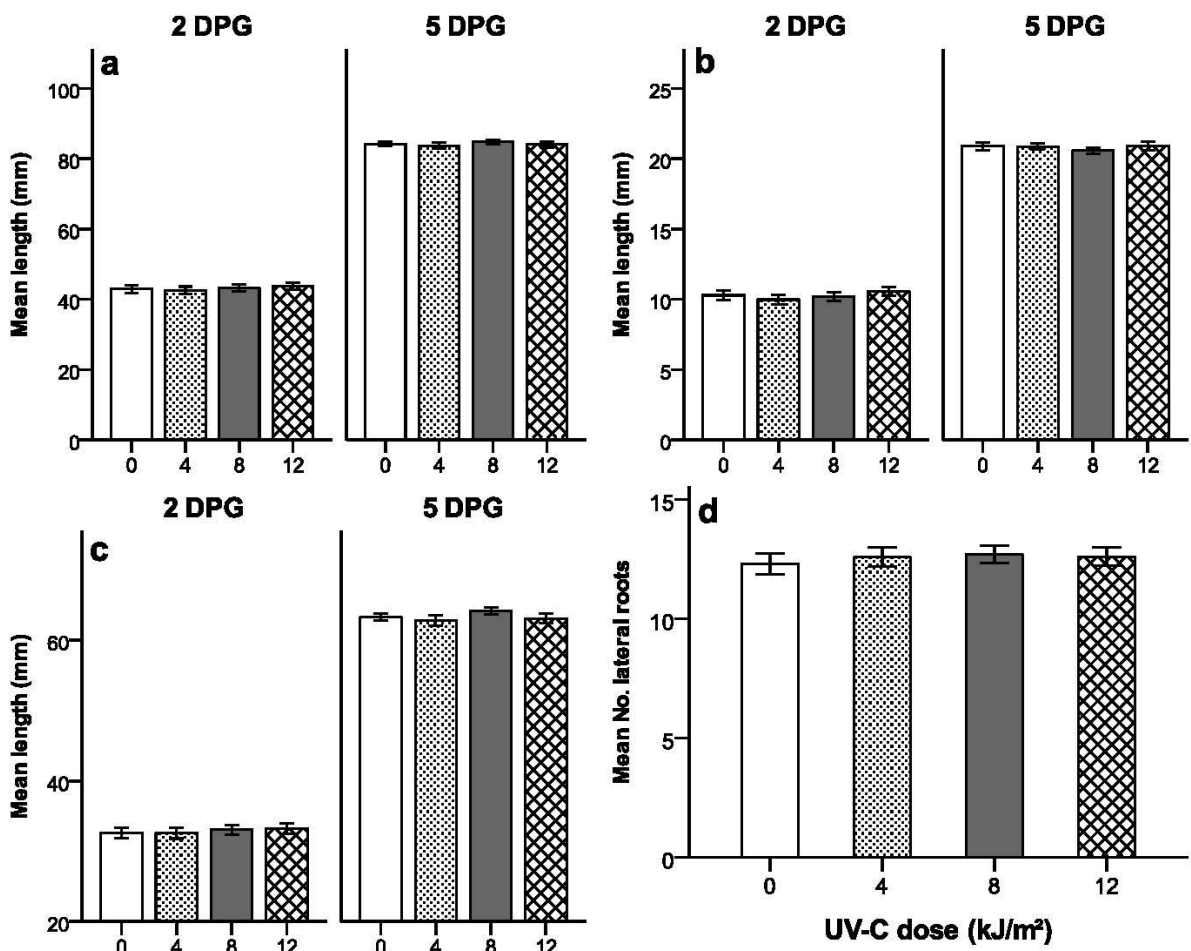 2 DPG 5 DPG
a
Mean length (mm)
100
80
60
40
20
0
0 4 8 12 0 4 8 12
2 DPG 5 DPG
b
Mean length (mm)
25
20
15
10
5
0
0 4 8 12 0 4 8 12
2 DPG 5 DPG
c
Mean length (mm)
60
40
20
0 4 8 12 0 4 8 12
d
Mean No. lateral roots
15
10
5
0
0 4 8 12
UV-C dose (kJ/m²)